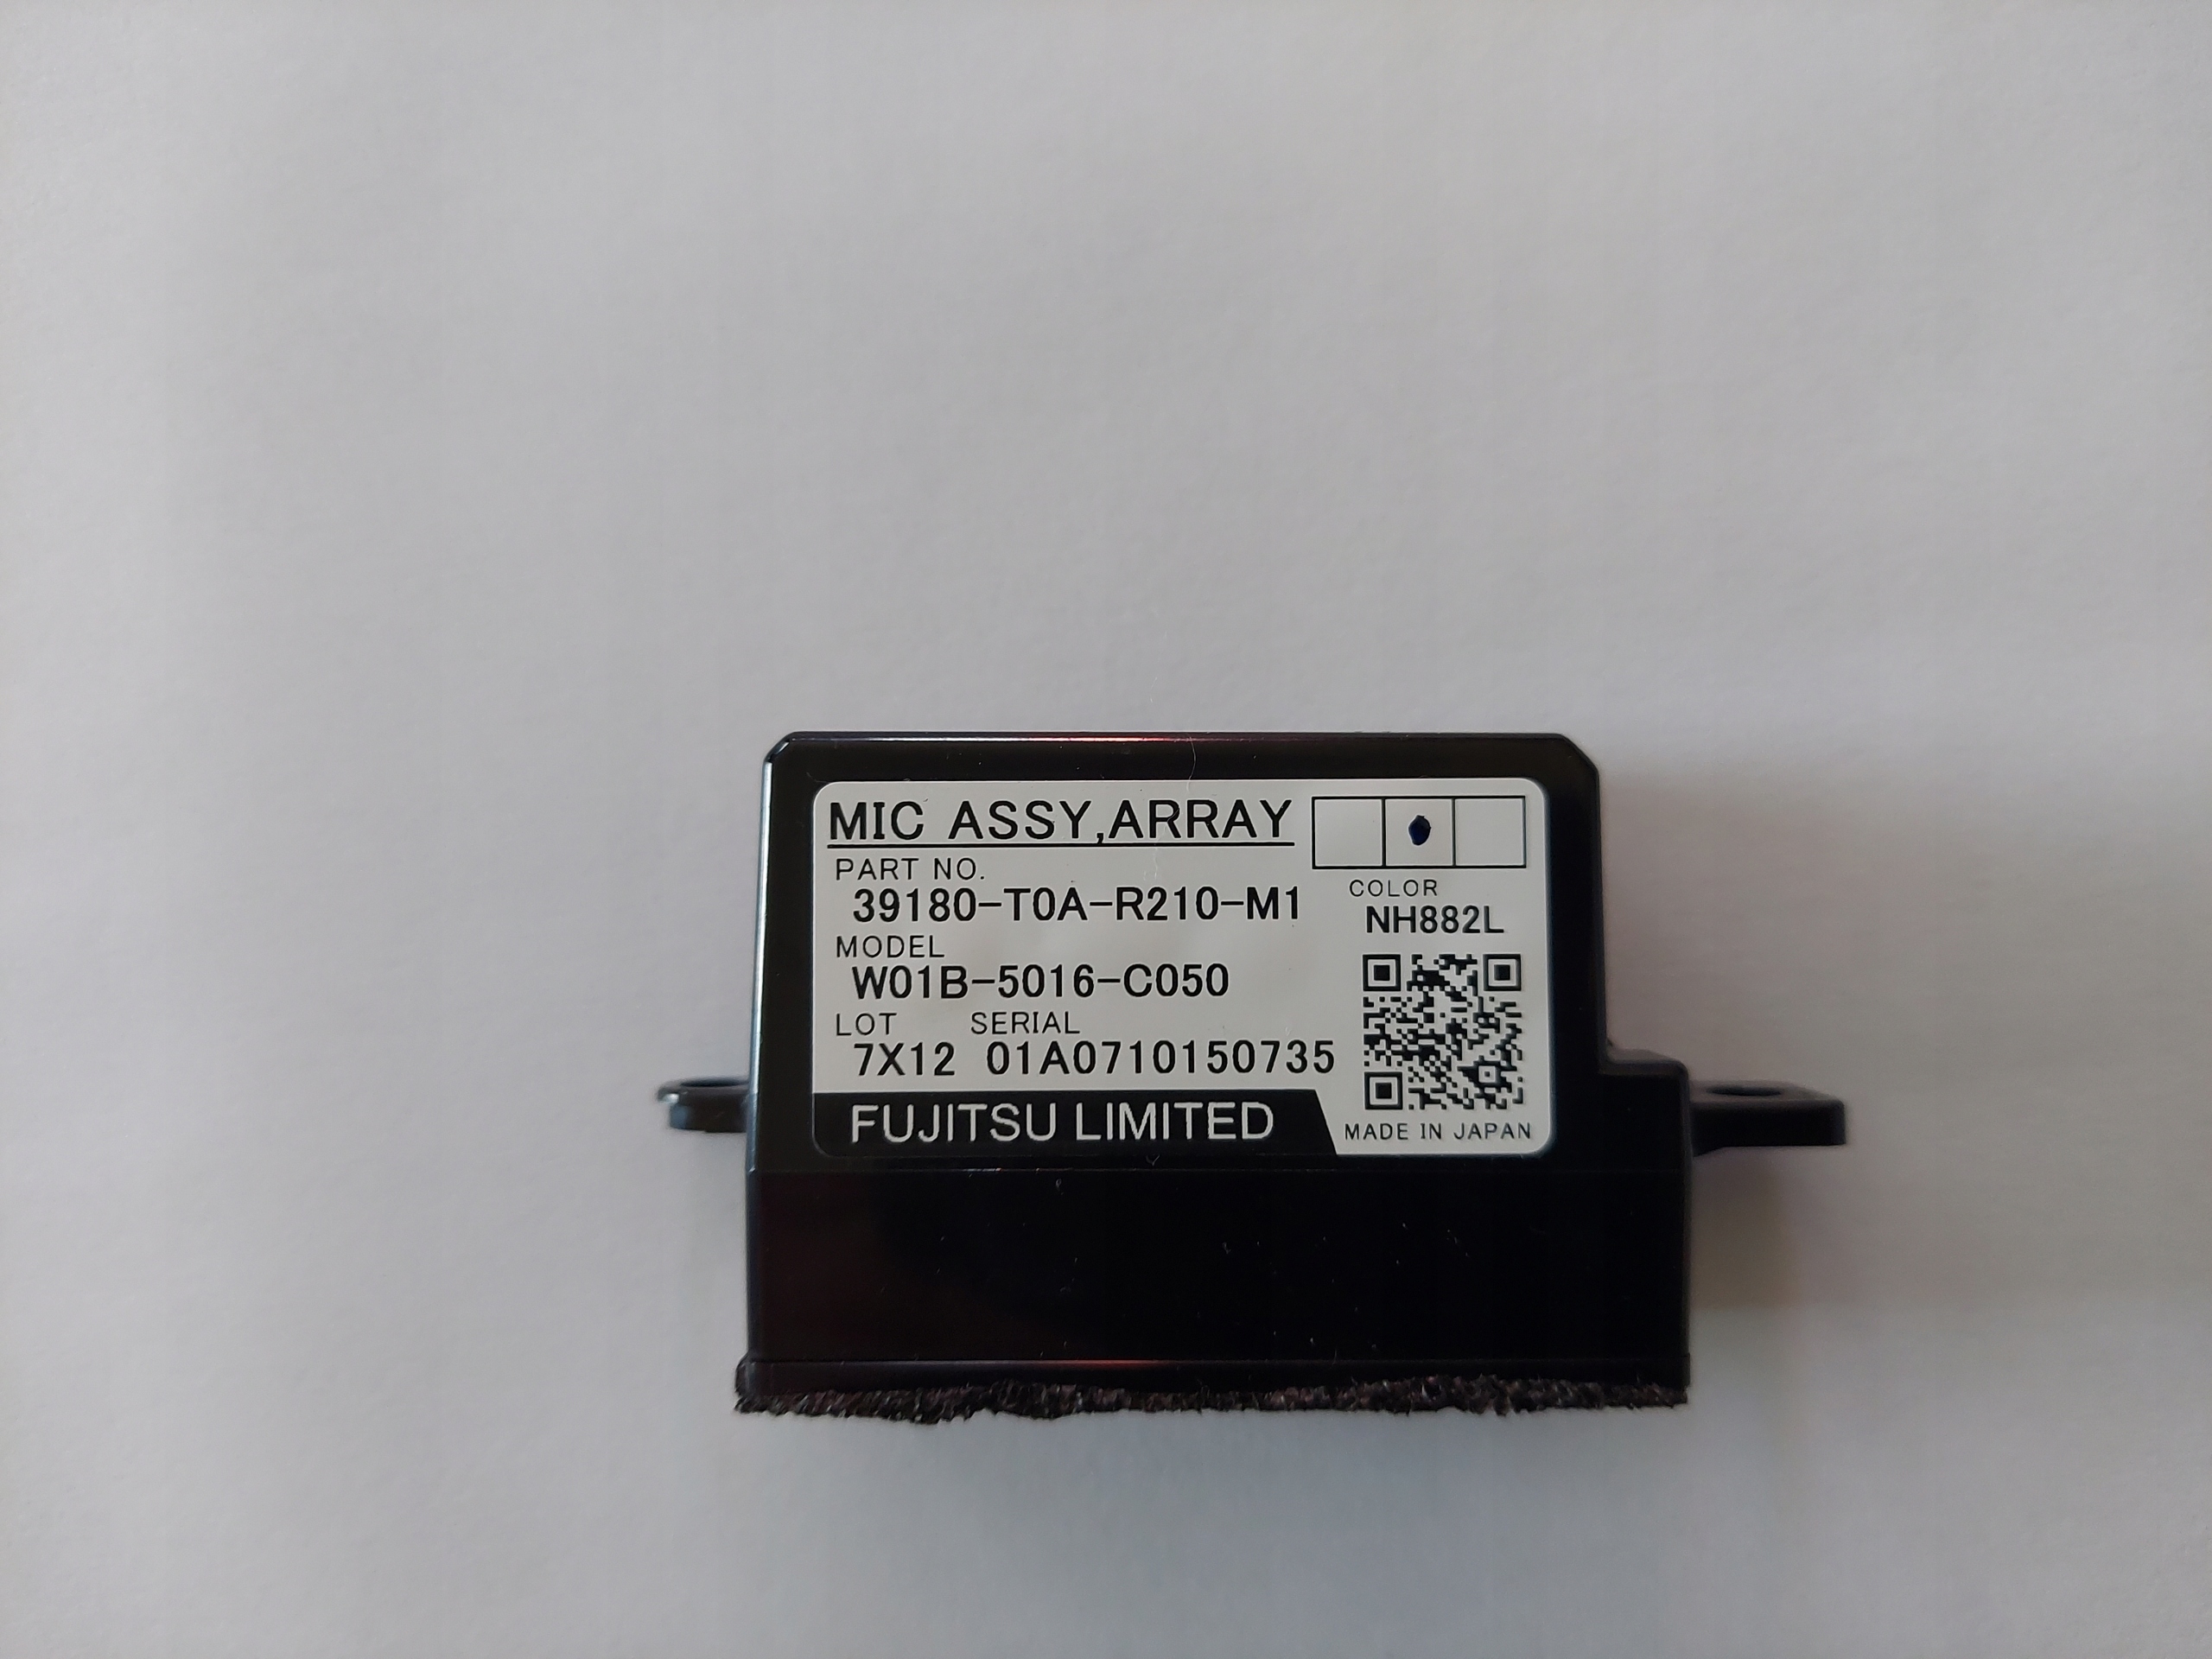 MIC ASSY,ARRAY
PART NO.
39180-T0A-R210-M1
COLOR
NH882L
MODEL
W01B-5016-C050
LOT SERIAL
7X12 01A0710150735
FUJITSU LIMITED
MADE IN JAPAN